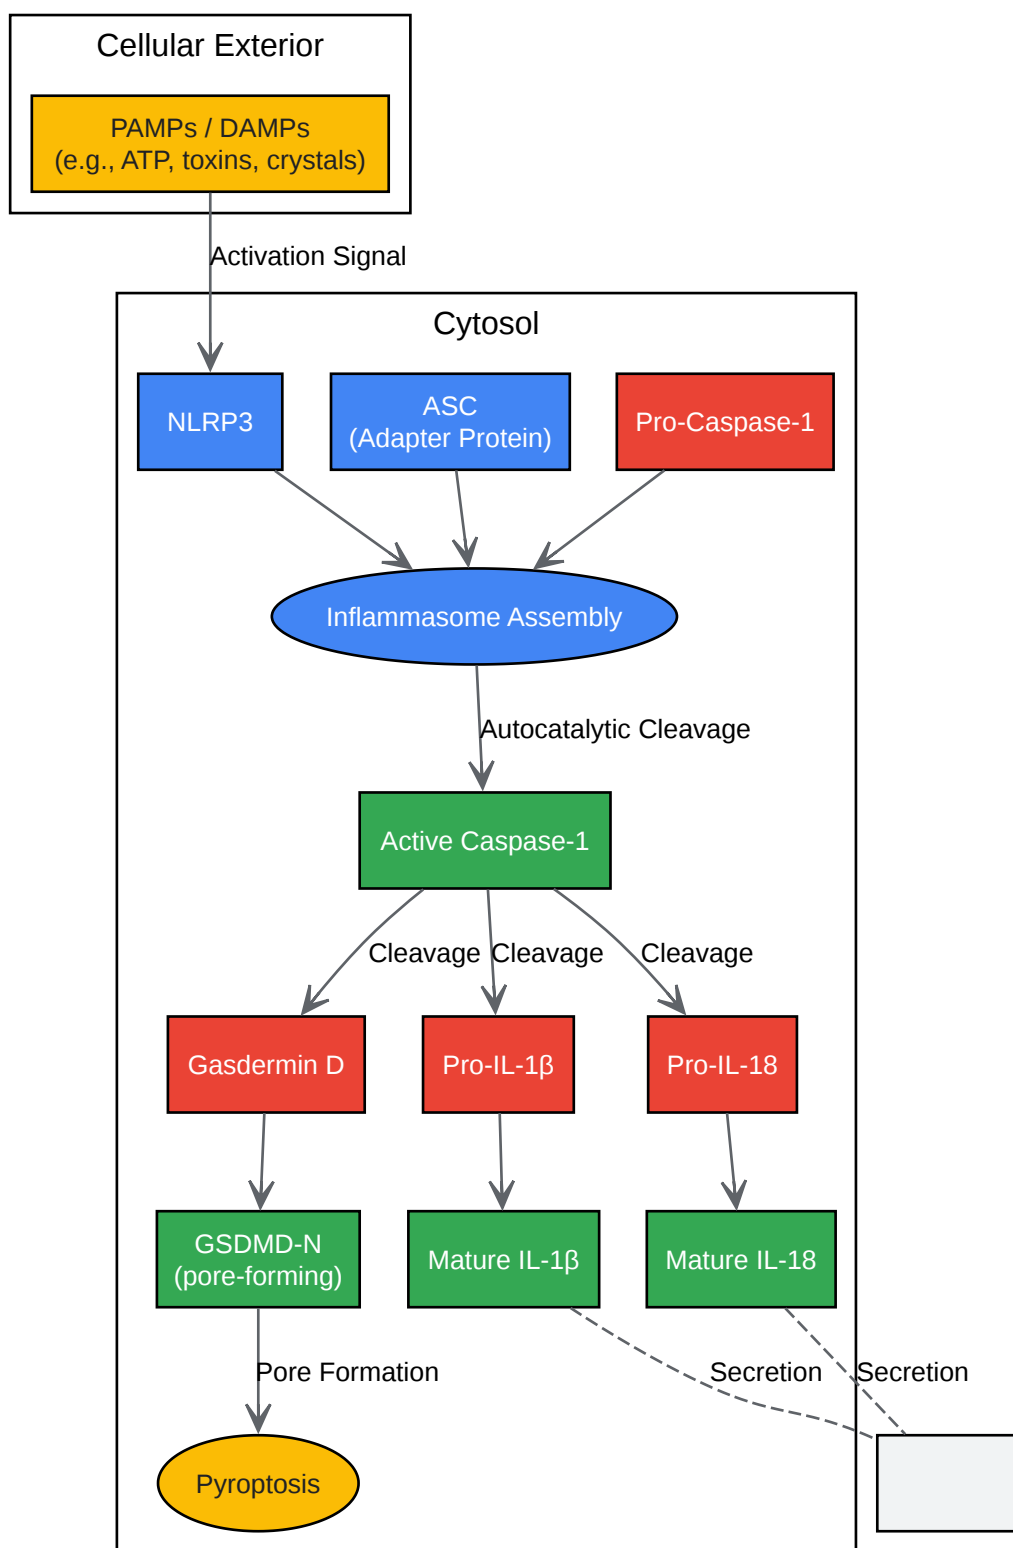 Cellular Exterior
PAMPs / DAMPs
(e.g., ATP, toxins, crystals)
Activation Signal
Cytosol
NLRP3
ASC
(Adapter Protein)
Pro-Caspase-1
Inflammasome Assembly
Autocatalytic Cleavage
Active Caspase-1
Cleavage
Cleavage
Cleavage
Gasdermin D
Pro-IL-1β
Pro-IL-18
GSDMD-N
(pore-forming)
Mature IL-1β
Mature IL-18
Pore Formation
Secretion
Secretion
Pyroptosis